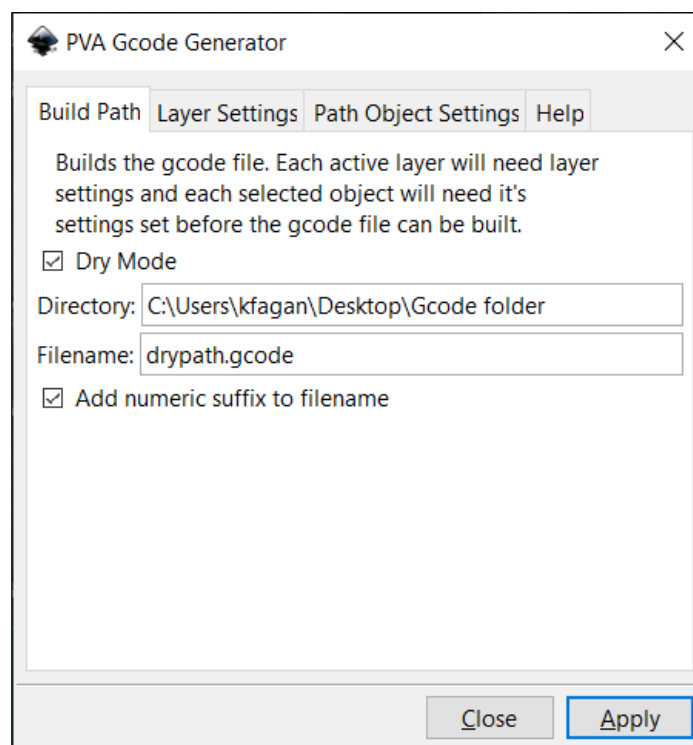 PVA Gcode Generator
Build Path Layer Settings Path Object Settings Help
Builds the gcode file. Each active layer will need layer
settings and each selected object will need it's
settings set before the gcode file can be built.
Dry Mode
Directory: C:\Users\kfagan\Desktop\Gcode folder
Filename: drypath.gcode
Add numeric suffix to filename
Close Apply